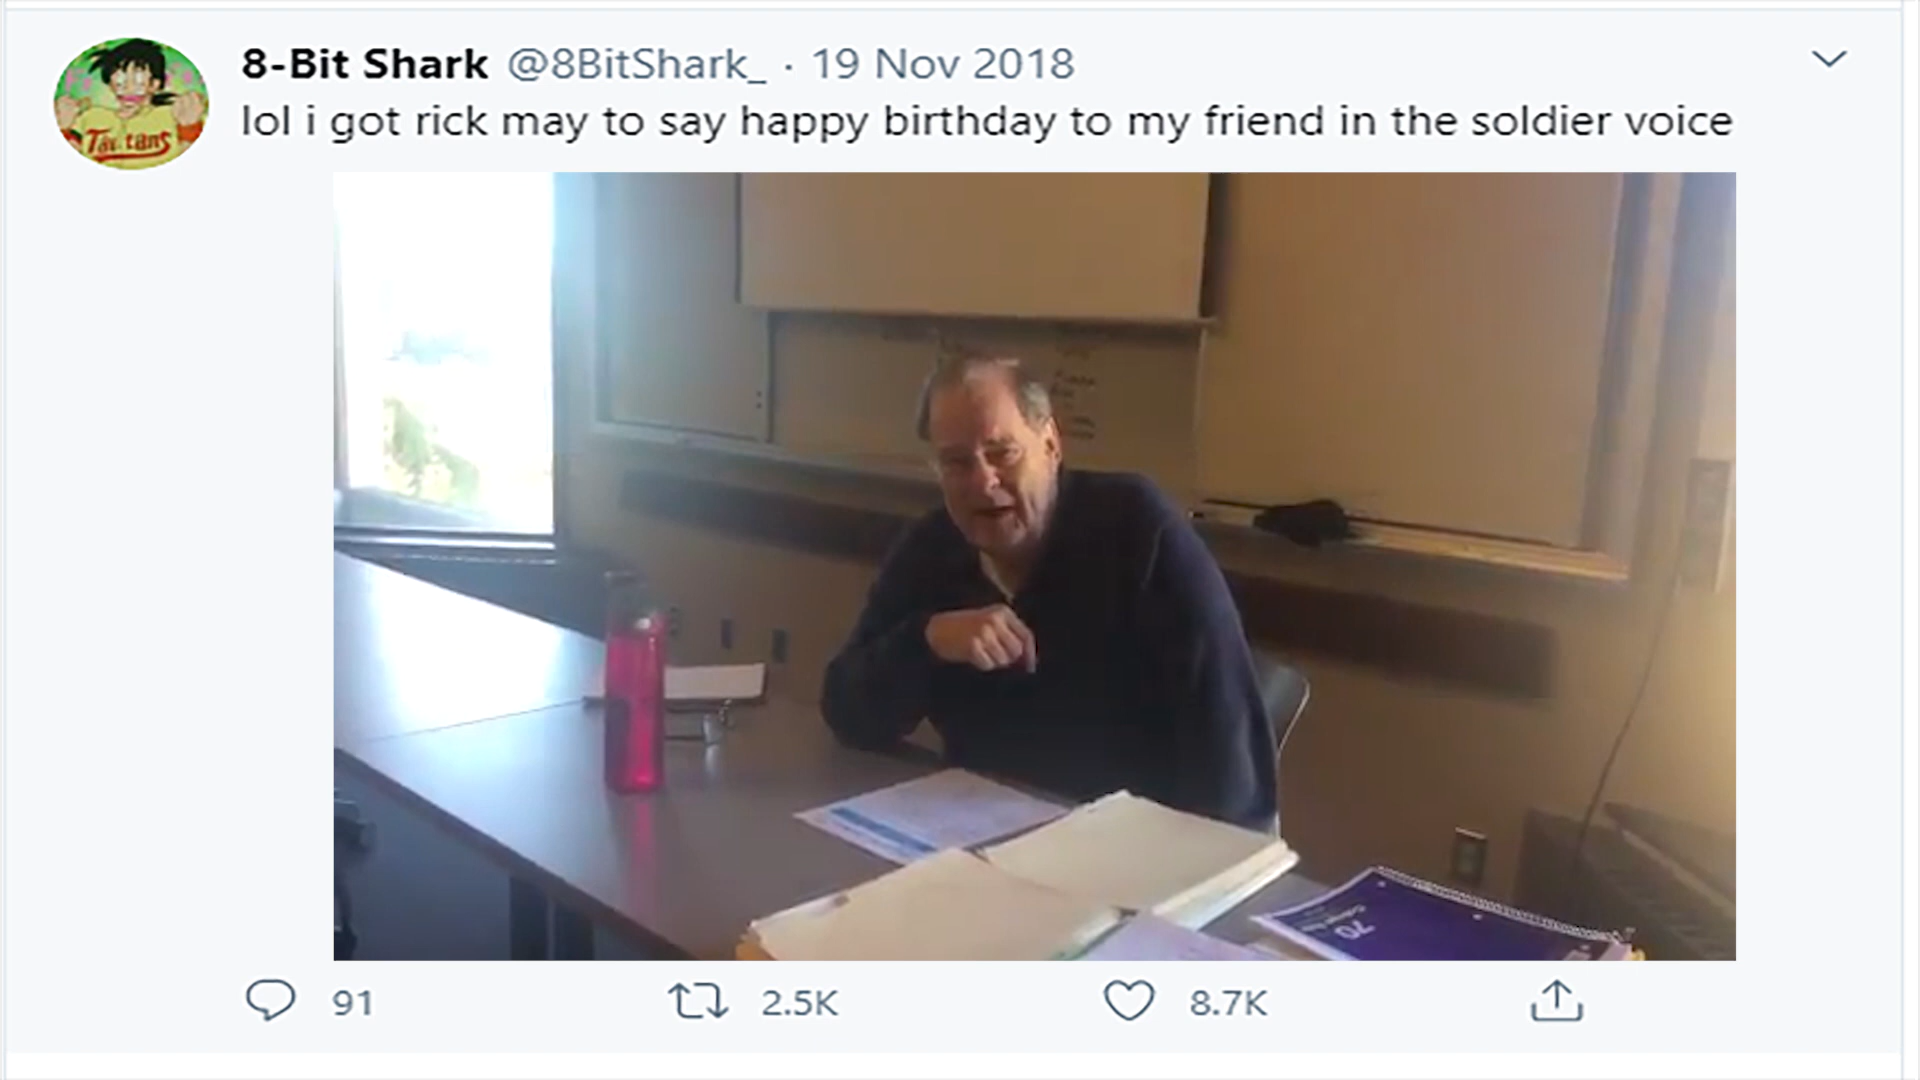 8-Bit Shark @8BitShark_ · 19 Nov 2018
lol i got rick may to say happy birthday to my friend in the soldier voice
70
91 2.5K 8.7K